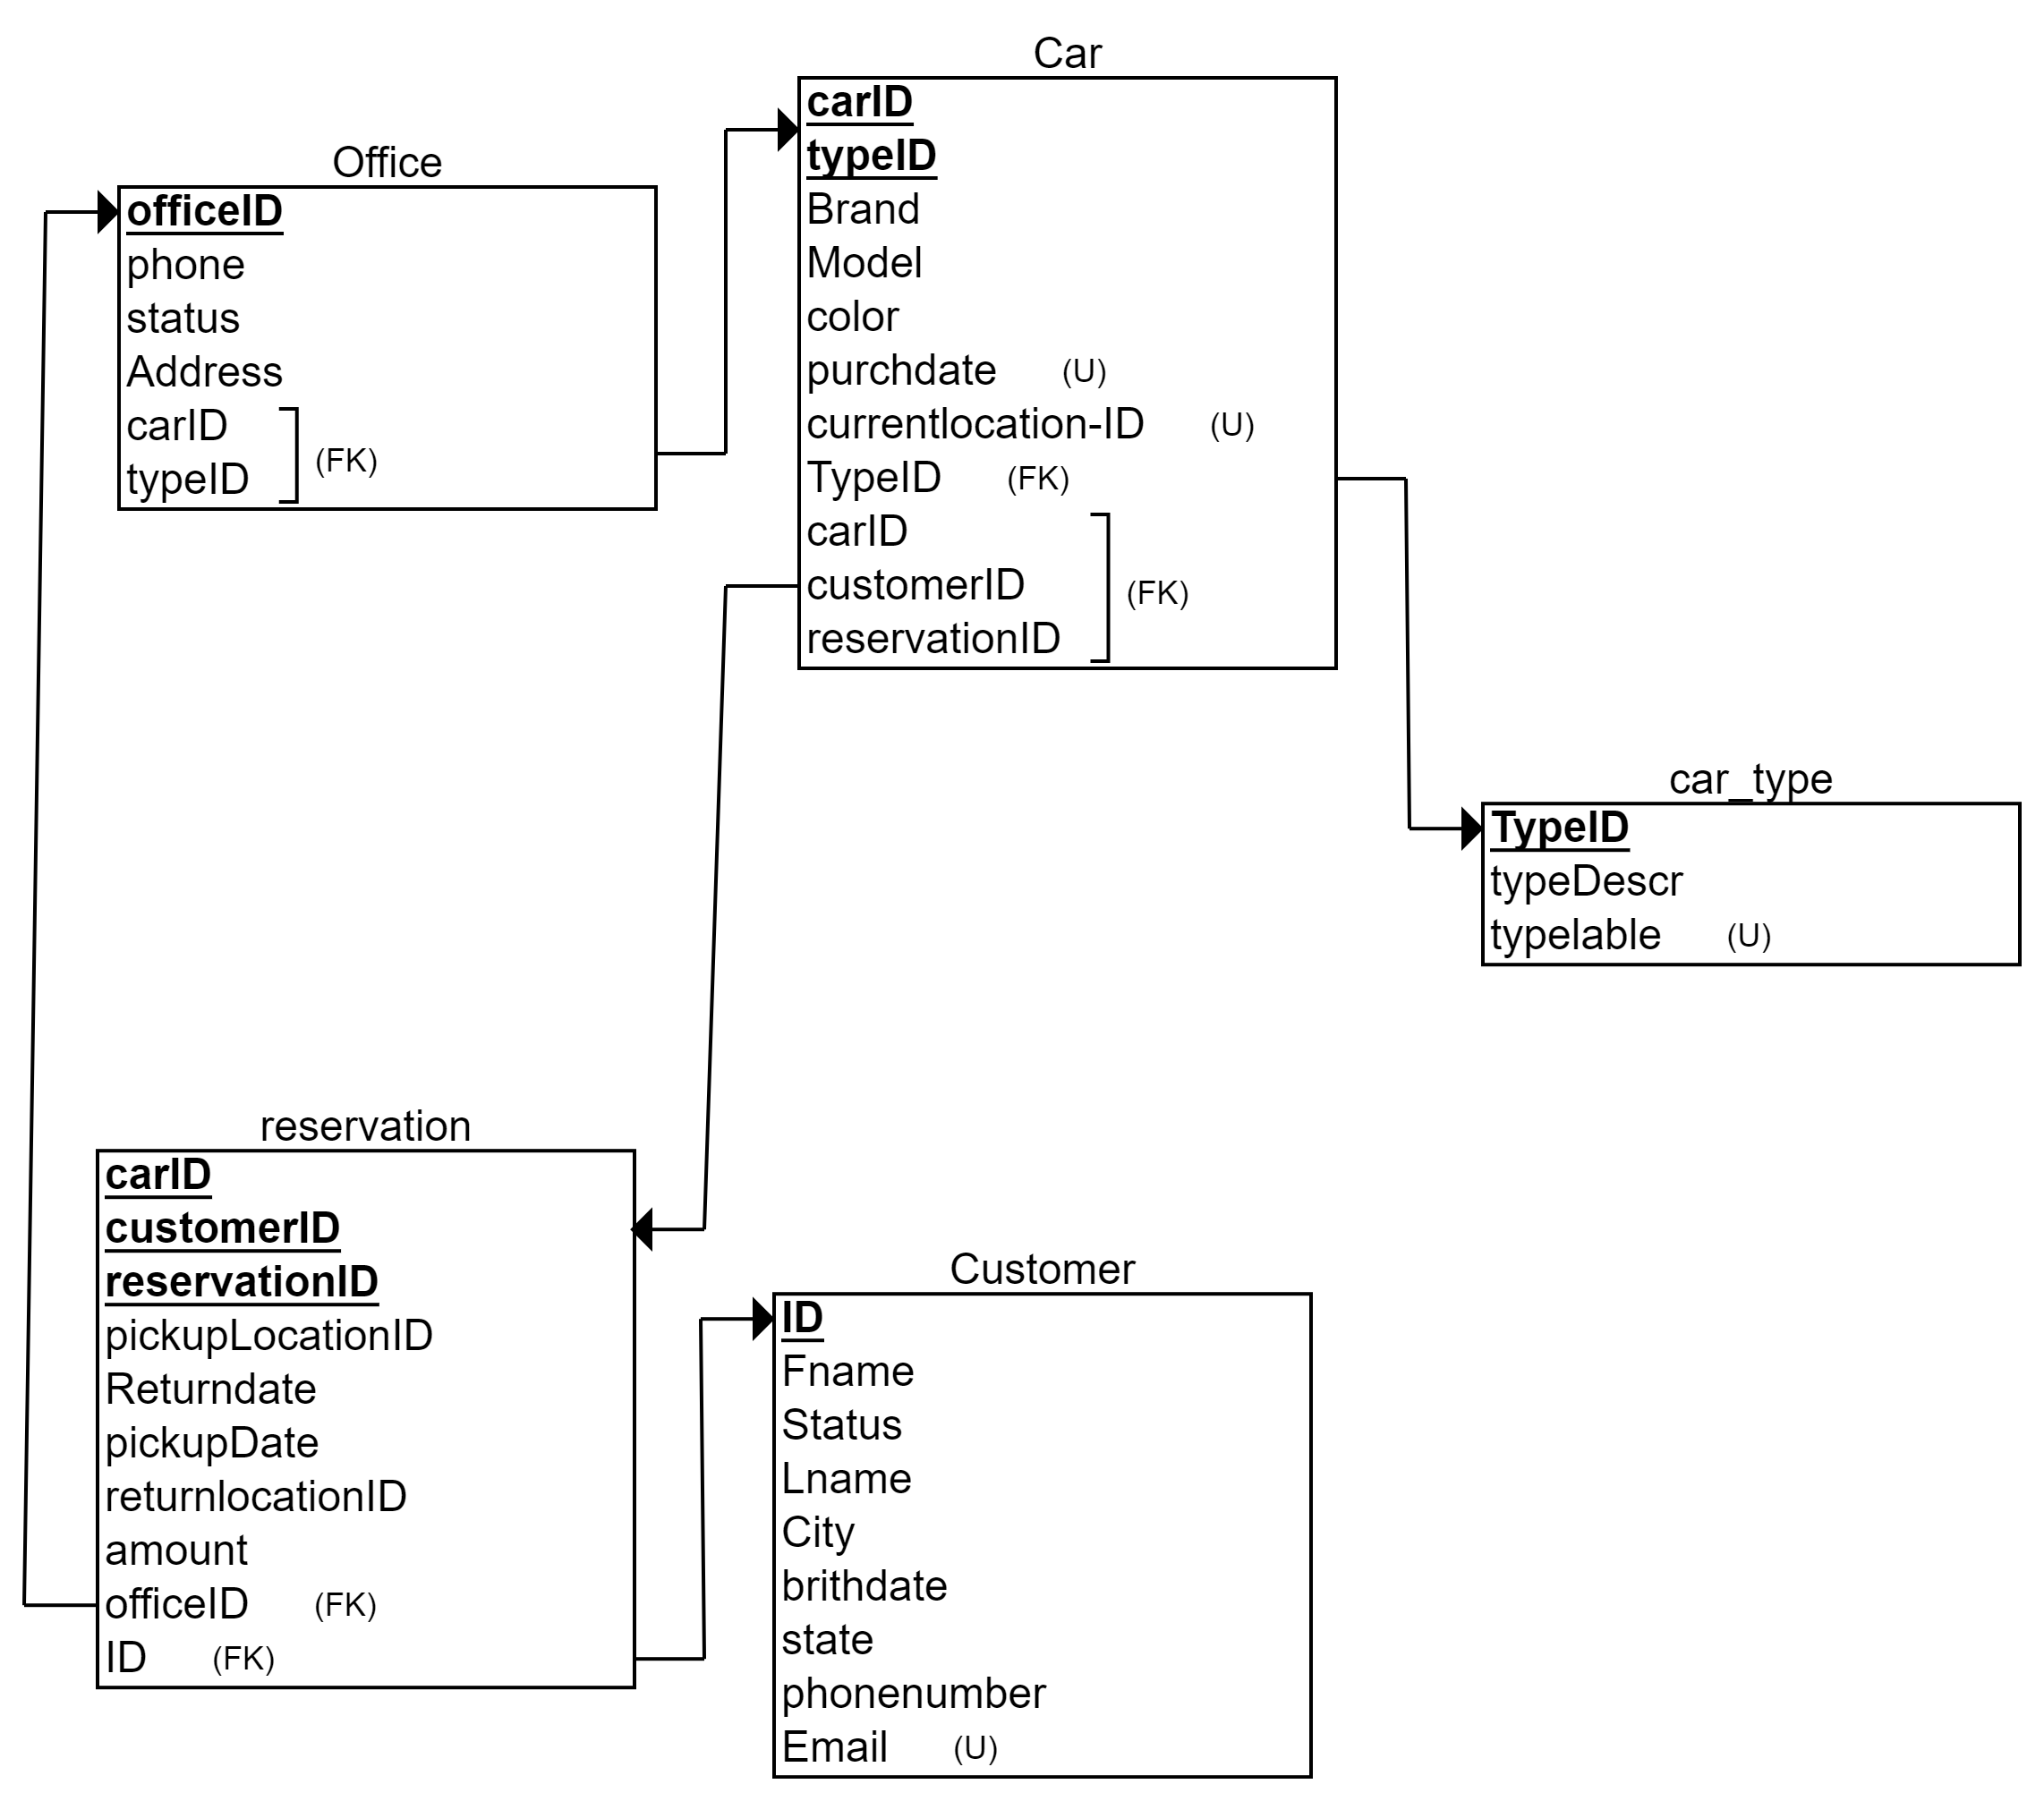 Car
carID
typeID
Brand
Model
color
purchdate (U)
currentlocation-ID (U)
TypeID (FK)
carID
customerID (FK)
reservationID
Office
officeID
phone
status
Address
carID
(FK)
typeID
car_type
TypeID
typeDescr
typelable (U)
reservation
carID
customerID
reservationID
pickupLocationID
Returndate
pickupDate
returnlocationID
amount
officeID (FK)
ID (FK)
Customer
ID
Fname
Status
Lname
City
brithdate
state
phonenumber
Email (U)